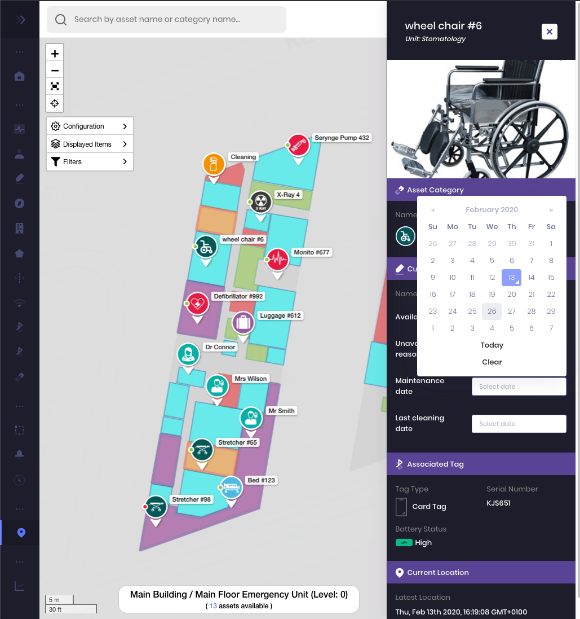 Search by asset name or category name...
wheel chair #6
Unit: Stomatology
+
−
Configuration
Displayed Items
Filters
Serynge Pump 432
Cleaning
X-Ray 4
wheel chair #6
Monito #677
Defibrillator #992
Luggage #612
Dr Connor
Mrs Wilson
Mr Smith
Stretcher #65
Bed #123
Stretcher #98
5 m
30 ft
Main Building / Main Floor Emergency Unit (Level: 0)
( 13 assets available )
Asset Category
Name
« February 2020 »
Su Mo Tu We Th Fr Sa
26 27 28 29 30 31 1
2 3 4 5 6 7 8
9 10 11 12 13 14 15
16 17 18 19 20 21 22
23 24 25 26 27 28 29
1 2 3 4 5 6 7
Today
Clear
Cu
Name
Availa
Unava
reaso
Maintenance
date
Select date
Last cleaning
date
Select date
Associated Tag
Tag Type
Serial Number
Card Tag
KJS651
Battery Status
High
Current Location
Latest Location
Thu, Feb 13th 2020, 16:19:08 GMT+0100